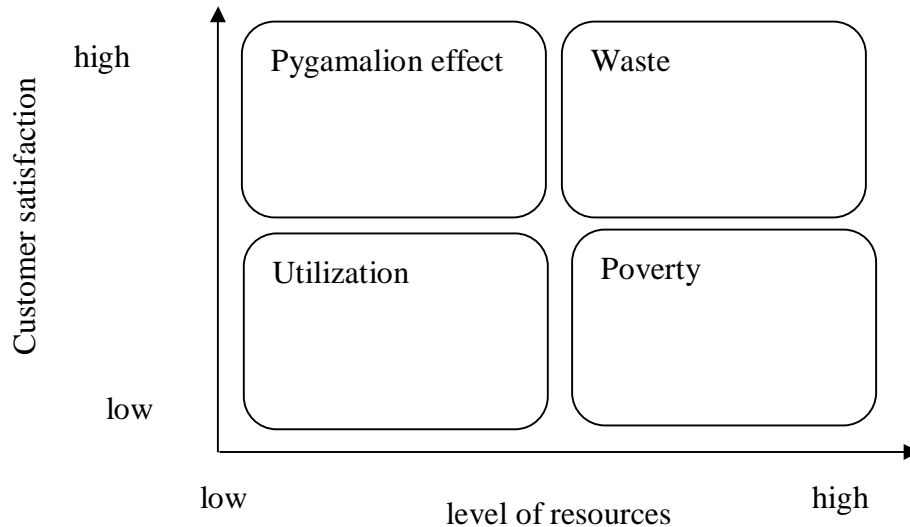 high
Pygamalion effect
Waste
Customer satisfaction
Utilization
Poverty
low
low
level of resources
high